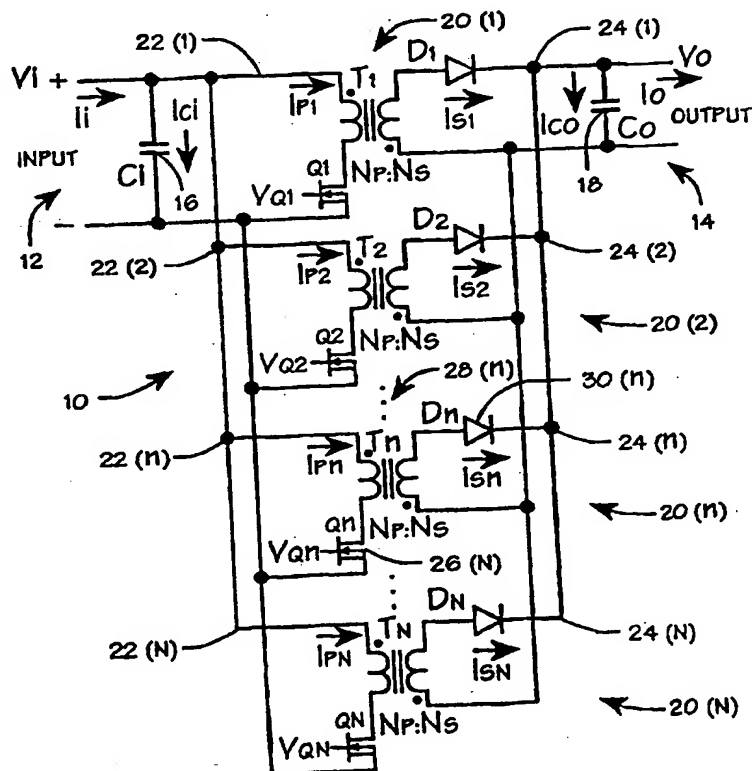 20 (1)
22 (1)
T1
D1
24 (1)
Vi +
Vo
Ii
Ici
IP1
IS1
Ico
Io
INPUT
OUTPUT
Ci
16
Q1
NP:NS
18
Co
VQ1
12
−
14
22 (2)
T2
D2
24 (2)
IP2
IS2
Q2
NP:NS
20 (2)
VQ2
10
28 (n)
30 (n)
Dn
22 (n)
Tn
24 (n)
IPn
ISn
Qn
NP:NS
20 (n)
VQn
26 (N)
DN
22 (N)
TN
24 (N)
IPN
ISN
QN
NP:NS
20 (N)
VQN